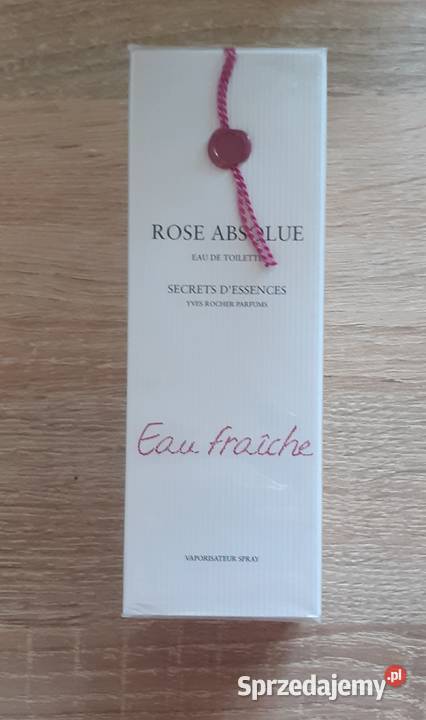 ROSE ABSOLUE
EAU DE TOILETTE
SECRETS D'ESSENCES
YVES ROCHER PARFUMS
Eau fraîche
VAPORISATEUR SPRAY
Sprzedajemy.pl